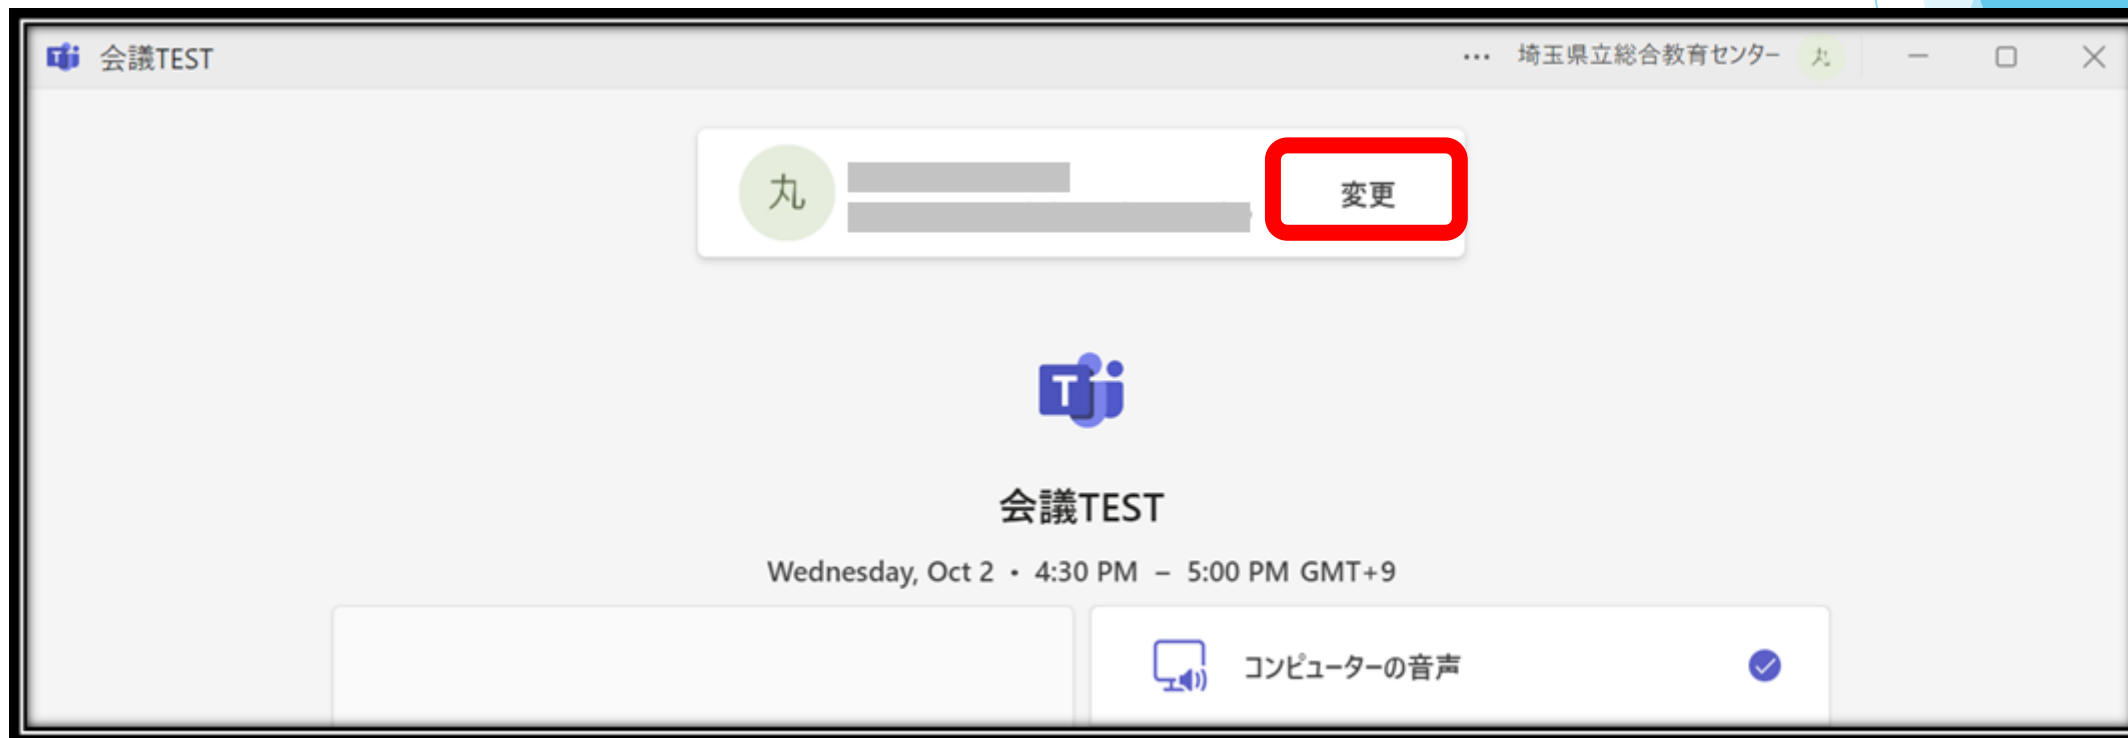 会議TEST
… 埼玉県立総合教育センター 丸
丸
変更
会議TEST
Wednesday, Oct 2 • 4:30 PM – 5:00 PM GMT+9
コンピューターの音声